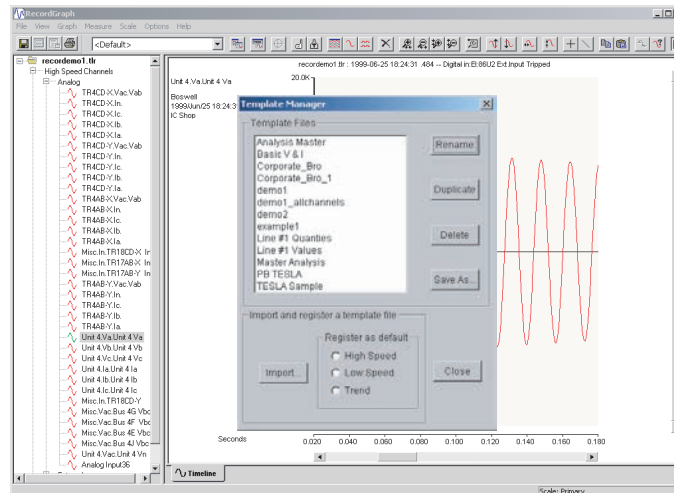 RecordGraph
File View Graph Measure Scale Options Help
<Default>
recordemo1.tlr
High Speed Channels
Analog
TR4CD-X.Vac.Vab
TR4CD-X.In.
TR4CD-X.Ic.
TR4CD-X.Ib.
TR4CD-X.Ia.
TR4CD-Y.Vac.Vab
TR4CD-Y.In.
TR4CD-Y.Ic.
TR4CD-Y.Ib.
TR4CD-Y.Ia.
TR4AB-X.Vac.Vab
TR4AB-X.In.
TR4AB-X.Ic.
TR4AB-X.Ib.
TR4AB-X.Ia.
Misc.In.TR18CD-X In
Misc.In.TR17AB-X In
Misc.In.TR17AB-Y In
TR4AB-Y.Vac.Vab
TR4AB-Y.In.
TR4AB-Y.Ic.
TR4AB-Y.Ib.
TR4AB-Y.Ia.
Unit 4.Va.Unit 4 Va
Unit 4.Vb.Unit 4 Vb
Unit 4.Vc.Unit 4 Vc
Unit 4.Ia.Unit 4 Ia
Unit 4.Ib.Unit 4 Ib
Unit 4.Ic.Unit 4 Ic
Misc.In.TR18CD-Y
Misc.Vac.Bus 4G Vbc
Misc.Vac.Bus 4F Vbc
Misc.Vac.Bus 4E Vbc
Misc.Vac.Bus 4J Vbc
Unit 4.Vac.Unit 4 Vn
Analog Input36
recordemo1.tlr : 1999-06-25 18:24:31 .484 -- Digital in:EI:86U2 Ext.Input Tripped
Unit 4.Va.Unit 4 Va
20.0K
Boswell
1999/Jun/25 18:24:3
IC Shop
Template Manager
Template Files
Analysis Master
Basic V & I
Corporate_Bro
Corporate_Bro_1
demo1
demo1_allchannels
demo2
example1
Line #1 Quanties
Line #1 Values
Master Analysis
PB TESLA
TESLA Sample
Rename
Duplicate
Delete
Save As...
Import and register a template file
Import...
Register as default
High Speed
Low Speed
Trend
Close
Seconds
0.020 0.040 0.060 0.080 0.100 0.120 0.140 0.160 0.180
Timeline
Scale: Primary